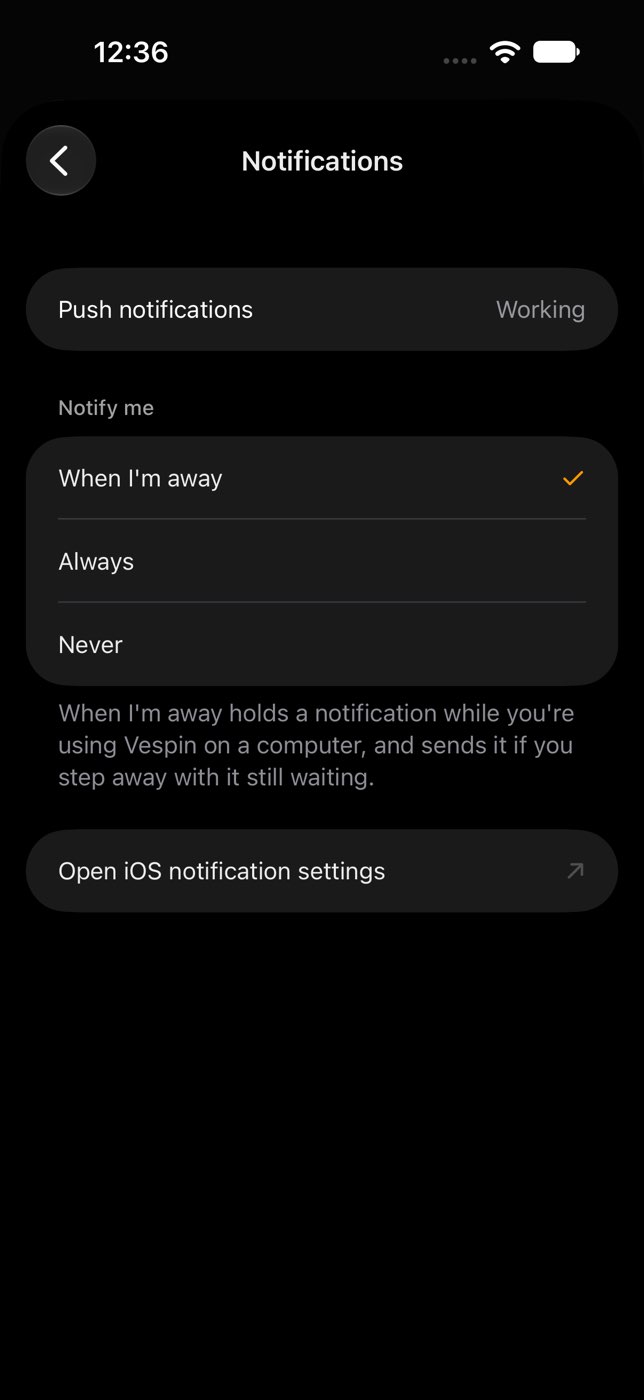 12:36
Notifications
Push notifications Working
Notify me
When I'm away
Always
Never
When I'm away holds a notification while you're
using Vespin on a computer, and sends it if you
step away with it still waiting.
Open iOS notification settings